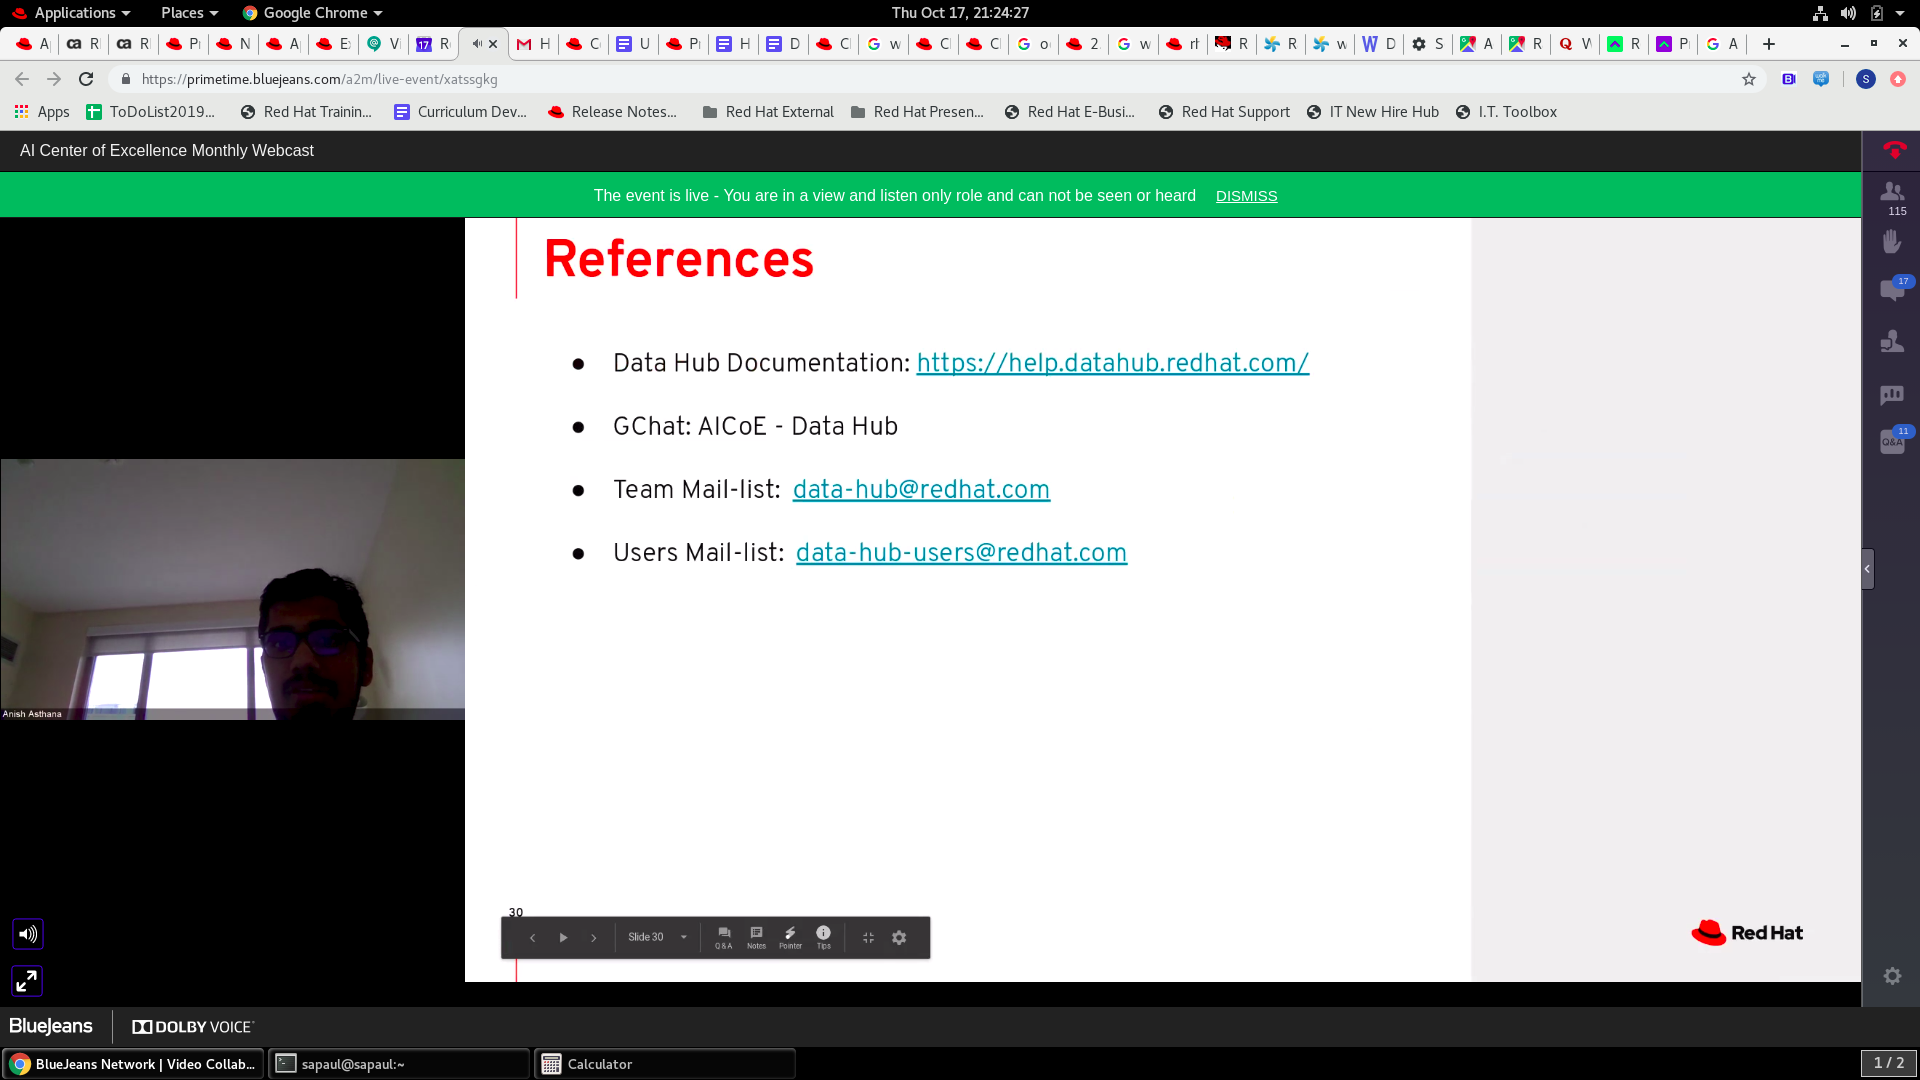 Applications Places Google Chrome Thu Oct 17, 21:24:27
A R R P N A E V 17 R H C U P H D C w C C o 2 w rl R R w D S A R W R P A
https://primetime.bluejeans.com/a2m/live-event/xatssgkg S
Apps ToDoList2019... Red Hat Trainin... Curriculum Dev... Release Notes... Red Hat External Red Hat Presen... Red Hat E-Busi... Red Hat Support IT New Hire Hub I.T. Toolbox
AI Center of Excellence Monthly Webcast
The event is live - You are in a view and listen only role and can not be seen or heard DISMISS
115
17
11
Q&A
References
● Data Hub Documentation: https://help.datahub.redhat.com/
● GChat: AICoE - Data Hub
● Team Mail-list: data-hub@redhat.com
● Users Mail-list: data-hub-users@redhat.com
Anish Asthana
30
Slide 30 Q&A Notes Pointer Tips
Red Hat
BlueJeans DOLBY VOICE
BlueJeans Network | Video Collab... sapaul@sapaul:~ Calculator 1 / 2